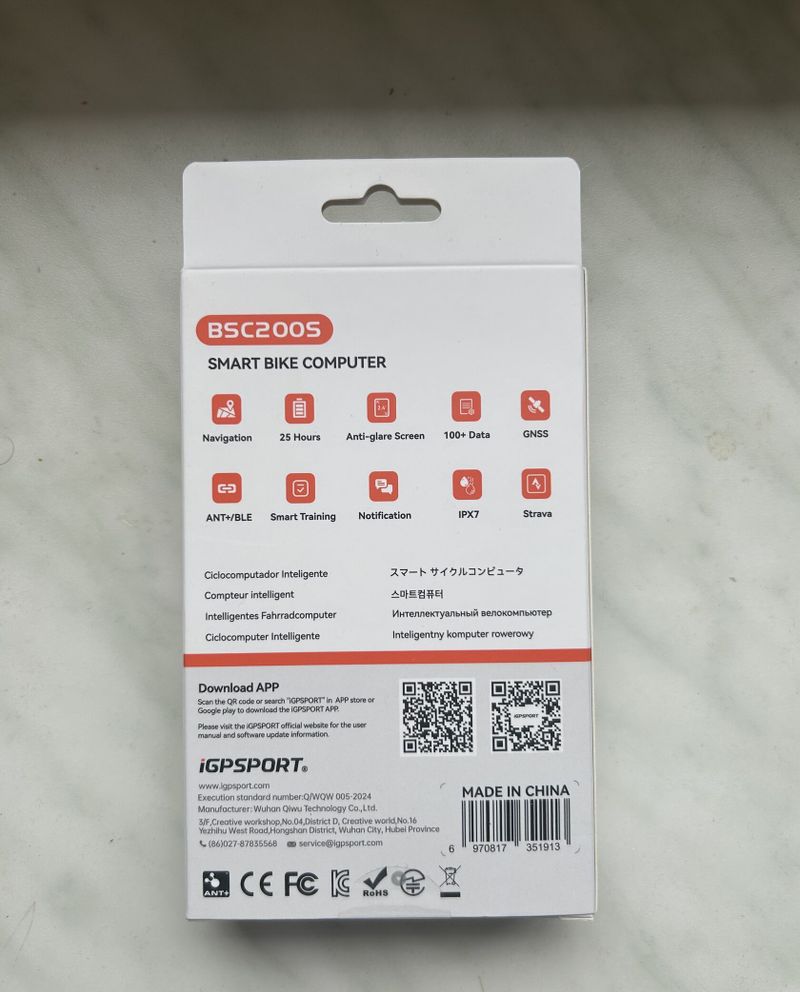 BSC200S
SMART BIKE COMPUTER
2.4"
Navigation
25 Hours
Anti-glare Screen
100+ Data
GNSS
ANT+/BLE
Smart Training
Notification
IPX7
Strava
Ciclocomputador Inteligente
Compteur intelligent
Intelligentes Fahrradcomputer
Ciclocomputer Intelligente
スマート サイクルコンピュータ
스마트컴퓨터
Интеллектуальный велокомпьютер
Inteligentny komputer rowerowy
Download APP
Scan the QR code or search "iGPSPORT" in APP store or
Google play to download the iGPSPORT APP.
Please visit the iGPSPORT official website for the user
manual and software update information.
iGPSPORT
iGPSPORT®
www.igpsport.com
Execution standard number:Q/WQW 005-2024
Manufacturer: Wuhan Qiwu Technology Co.,Ltd.
3/F,Creative workshop,No.04,District D, Creative world,No.16
Yezhihu West Road,Hongshan District, Wuhan City, Hubei Province
(86)027-87835568 service@igpsport.com
MADE IN CHINA
6 970817 351913
ANT+
CE
FC
KC
RoHS